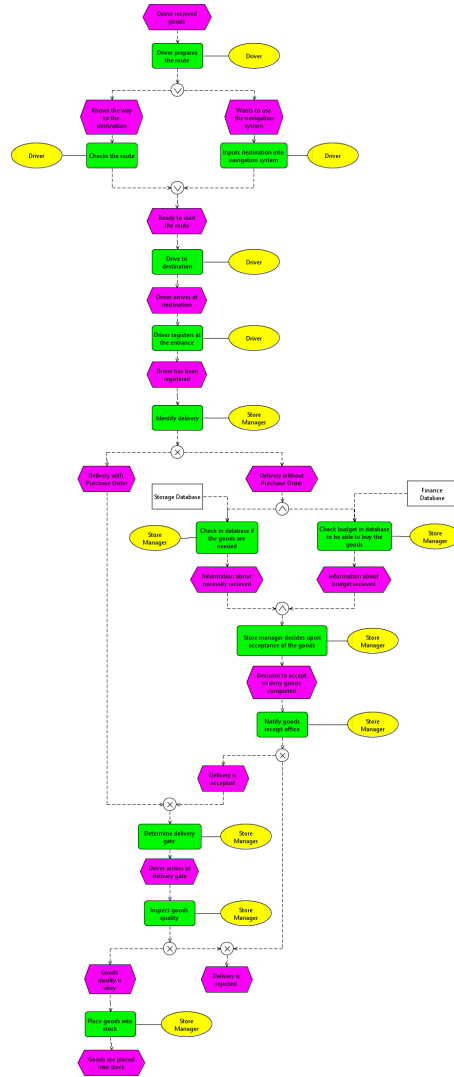 Driver recieved
goods
Driver prepares
the route
Driver
Knows the way
to the
destination
Wants to use
the navigation
system
Driver
Checks the route
Inputs destination into
navigation system
Driver
Ready to start
the route
Drive to
destination
Driver
Driver arrives at
destination
Driver registers at
the entrance
Driver
Driver has been
registered
Identify delivery
Store
Manager
Delivery with
Purchase Order
Delivery without
Purchase Order
Storage Database
Finance
Database
Store
Manager
Check in database if
the goods are
needed
Check budget in database
to be able to buy the
goods
Store
Manager
Information about
necessity recieved
Information about
budget recieved
Store manager decides upon
acceptance of the goods
Store
Manager
Decision to accept
or deny goods
completed
Notify goods
receipt office
Store
Manager
Delivery is
accepted
Determine delivery
gate
Store
Manager
Driver arrives at
delivery gate
Inspect goods
quality
Store
Manager
Goods
quality is
okay
Delivery is
rejected
Place goods into
stock
Store
Manager
Goods are placed
into stock